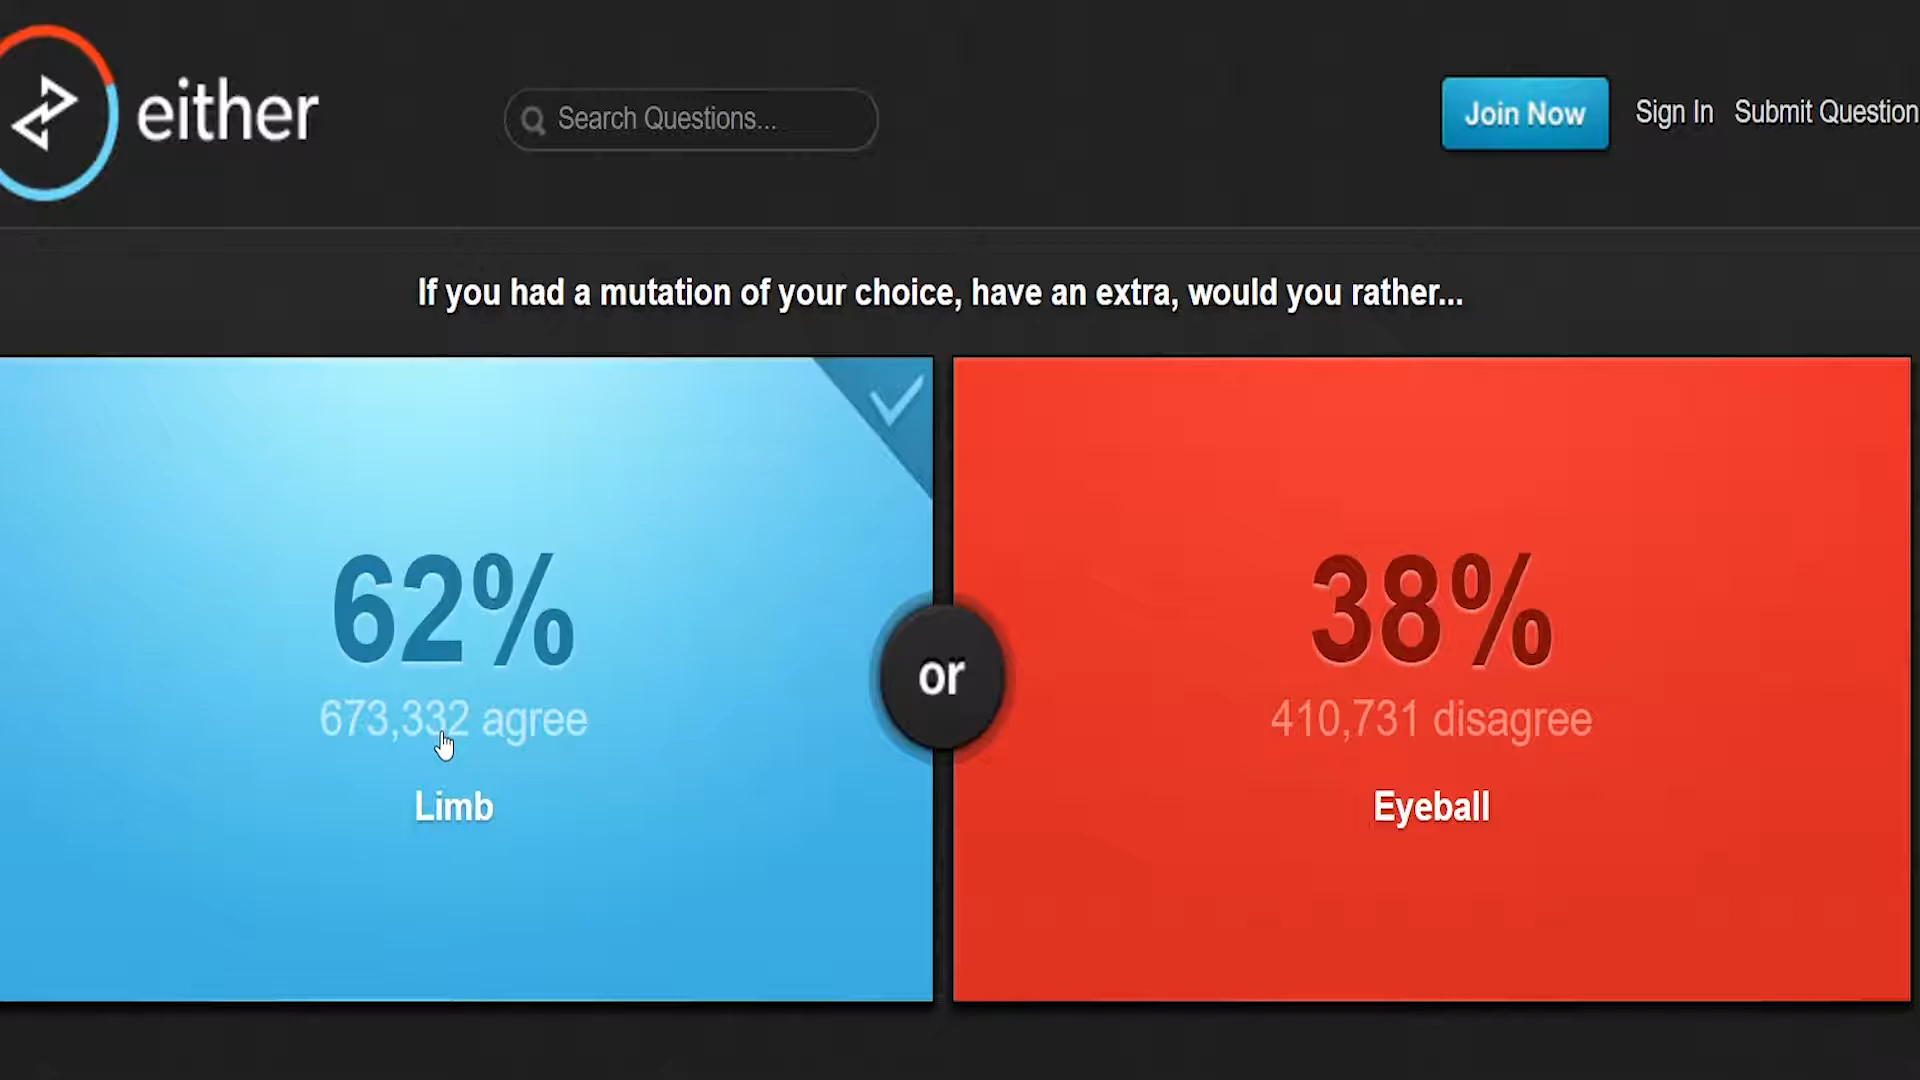 either
Search Questions...
Join Now
Sign In
Submit Question
If you had a mutation of your choice, have an extra, would you rather...
62%
673,332 agree
Limb
or
38%
410,731 disagree
Eyeball